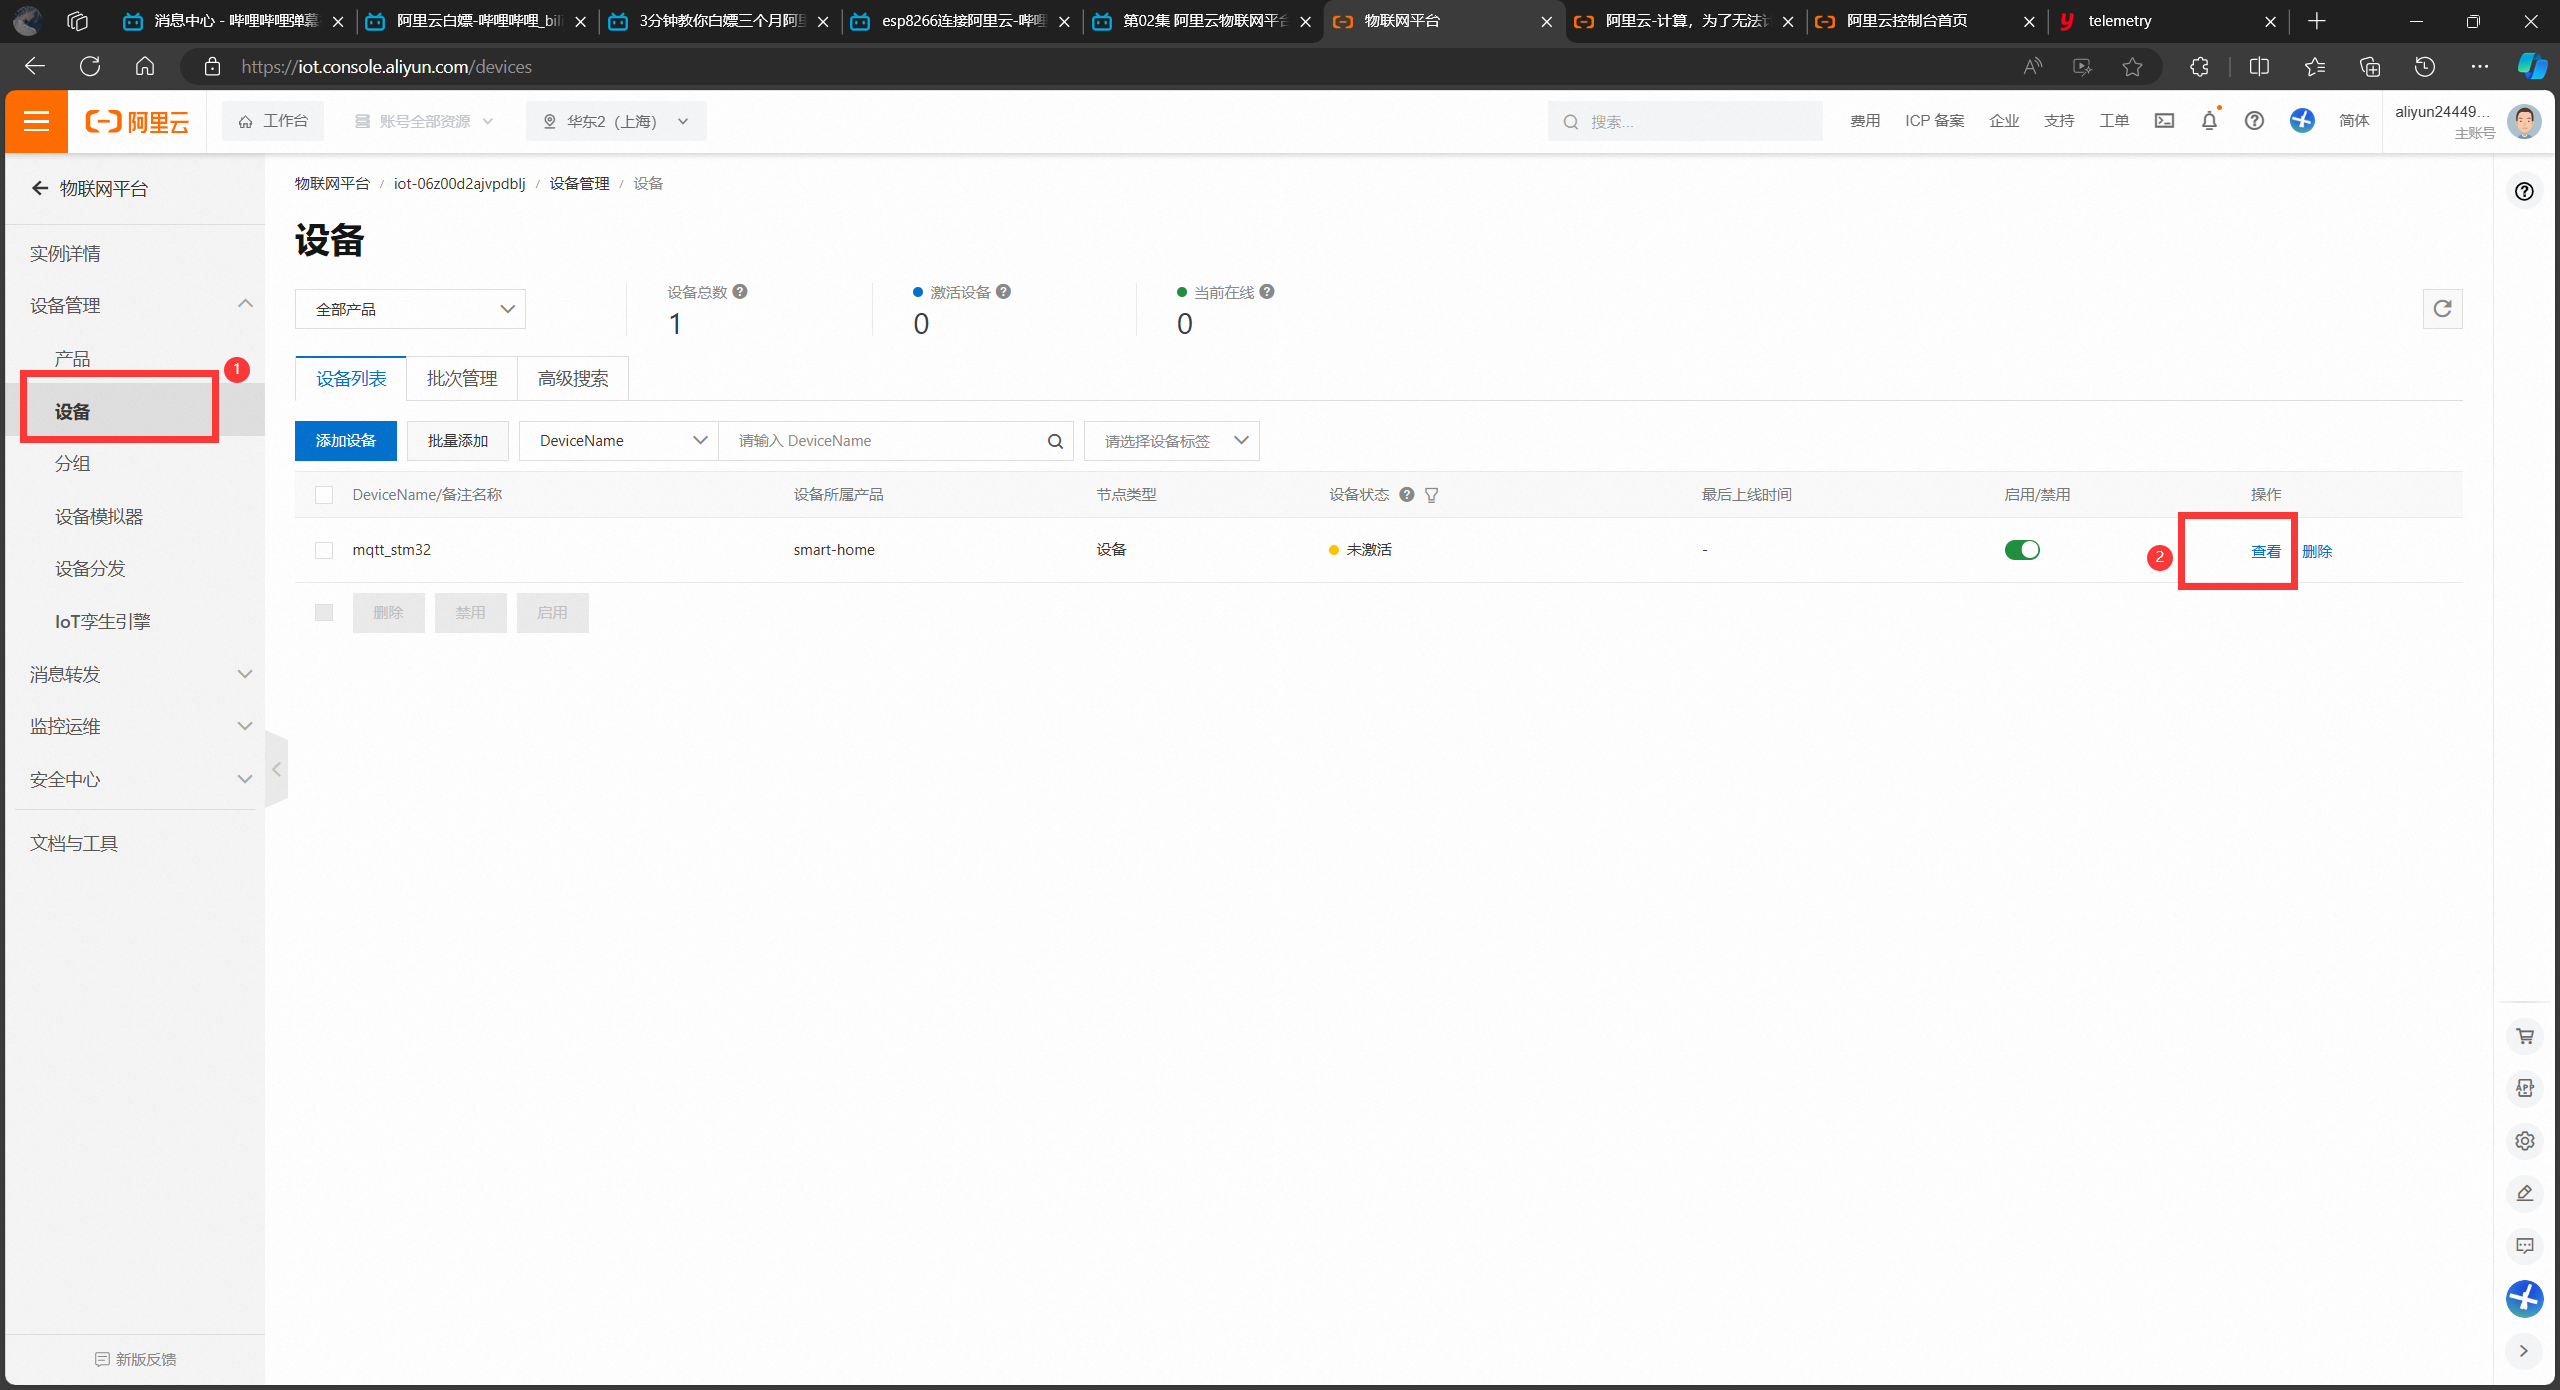 消息中心 - 哔哩哔哩弹幕
阿里云白嫖-哔哩哔哩_bili
3分钟教你白嫖三个月阿里
esp8266连接阿里云-哔哩
第02集 阿里云物联网平台
物联网平台
阿里云-计算，为了无法计
阿里云控制台首页
telemetry
https://iot.console.aliyun.com/devices
阿里云
工作台
账号全部资源
华东2（上海）
搜索...
费用
ICP 备案
企业
支持
工单
简体
aliyun24449...
主账号
物联网平台
实例详情
设备管理
产品
1
设备
分组
设备模拟器
设备分发
IoT孪生引擎
消息转发
监控运维
安全中心
文档与工具
新版反馈
物联网平台 / iot-06z00d2ajvpdblj / 设备管理 / 设备
设备
全部产品
设备总数
1
激活设备
0
当前在线
0
设备列表
批次管理
高级搜索
添加设备
批量添加
DeviceName
请输入 DeviceName
请选择设备标签
DeviceName/备注名称
设备所属产品
节点类型
设备状态
最后上线时间
启用/禁用
操作
mqtt_stm32
smart-home
设备
未激活
-
2
查看
删除
删除
禁用
启用
APP